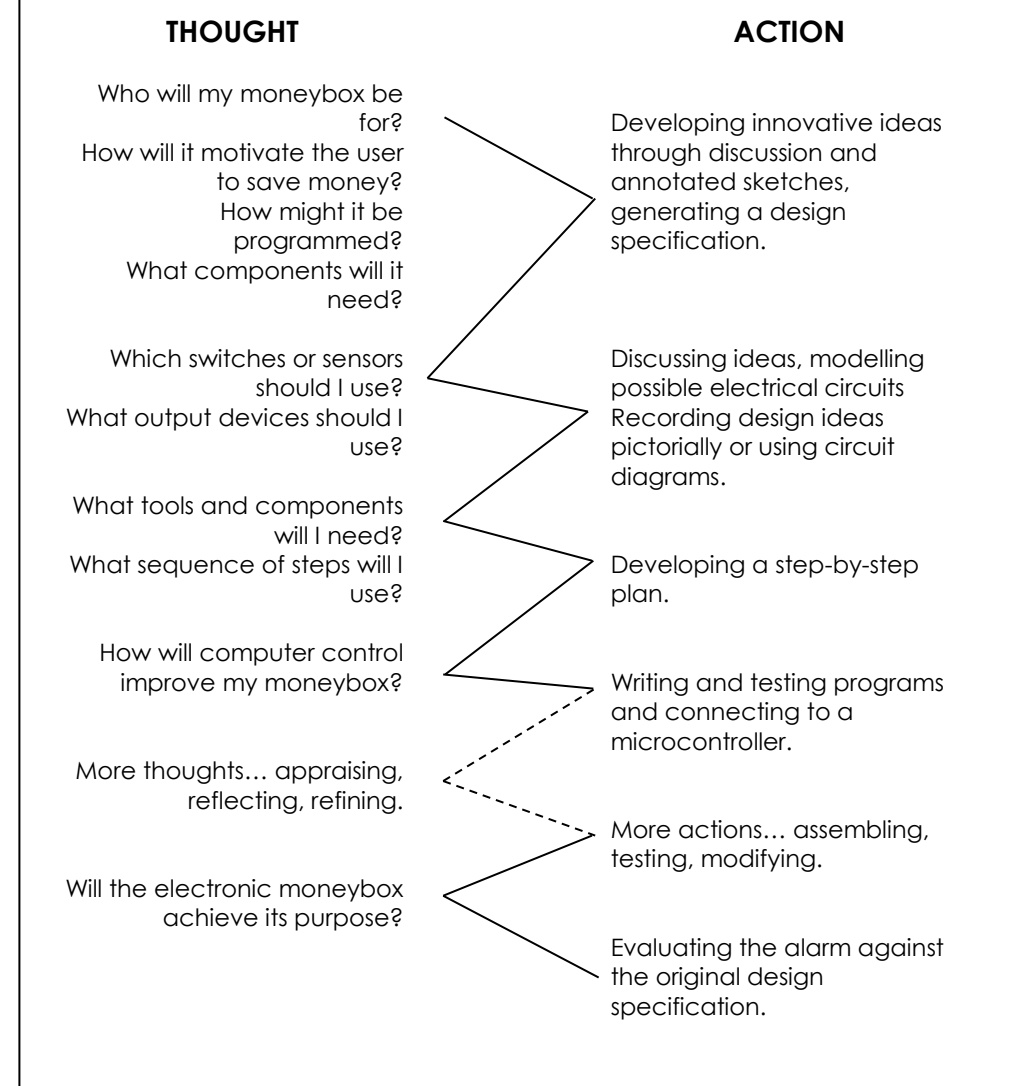 THOUGHT
ACTION
Who will my moneybox be
for?
How will it motivate the user
to save money?
How might it be
programmed?
What components will it
need?
Developing innovative ideas
through discussion and
annotated sketches,
generating a design
specification.
Which switches or sensors
should I use?
What output devices should I
use?
Discussing ideas, modelling
possible electrical circuits
Recording design ideas
pictorially or using circuit
diagrams.
What tools and components
will I need?
What sequence of steps will I
use?
Developing a step-by-step
plan.
How will computer control
improve my moneybox?
Writing and testing programs
and connecting to a
microcontroller.
More thoughts… appraising,
reflecting, refining.
More actions… assembling,
testing, modifying.
Will the electronic moneybox
achieve its purpose?
Evaluating the alarm against
the original design
specification.